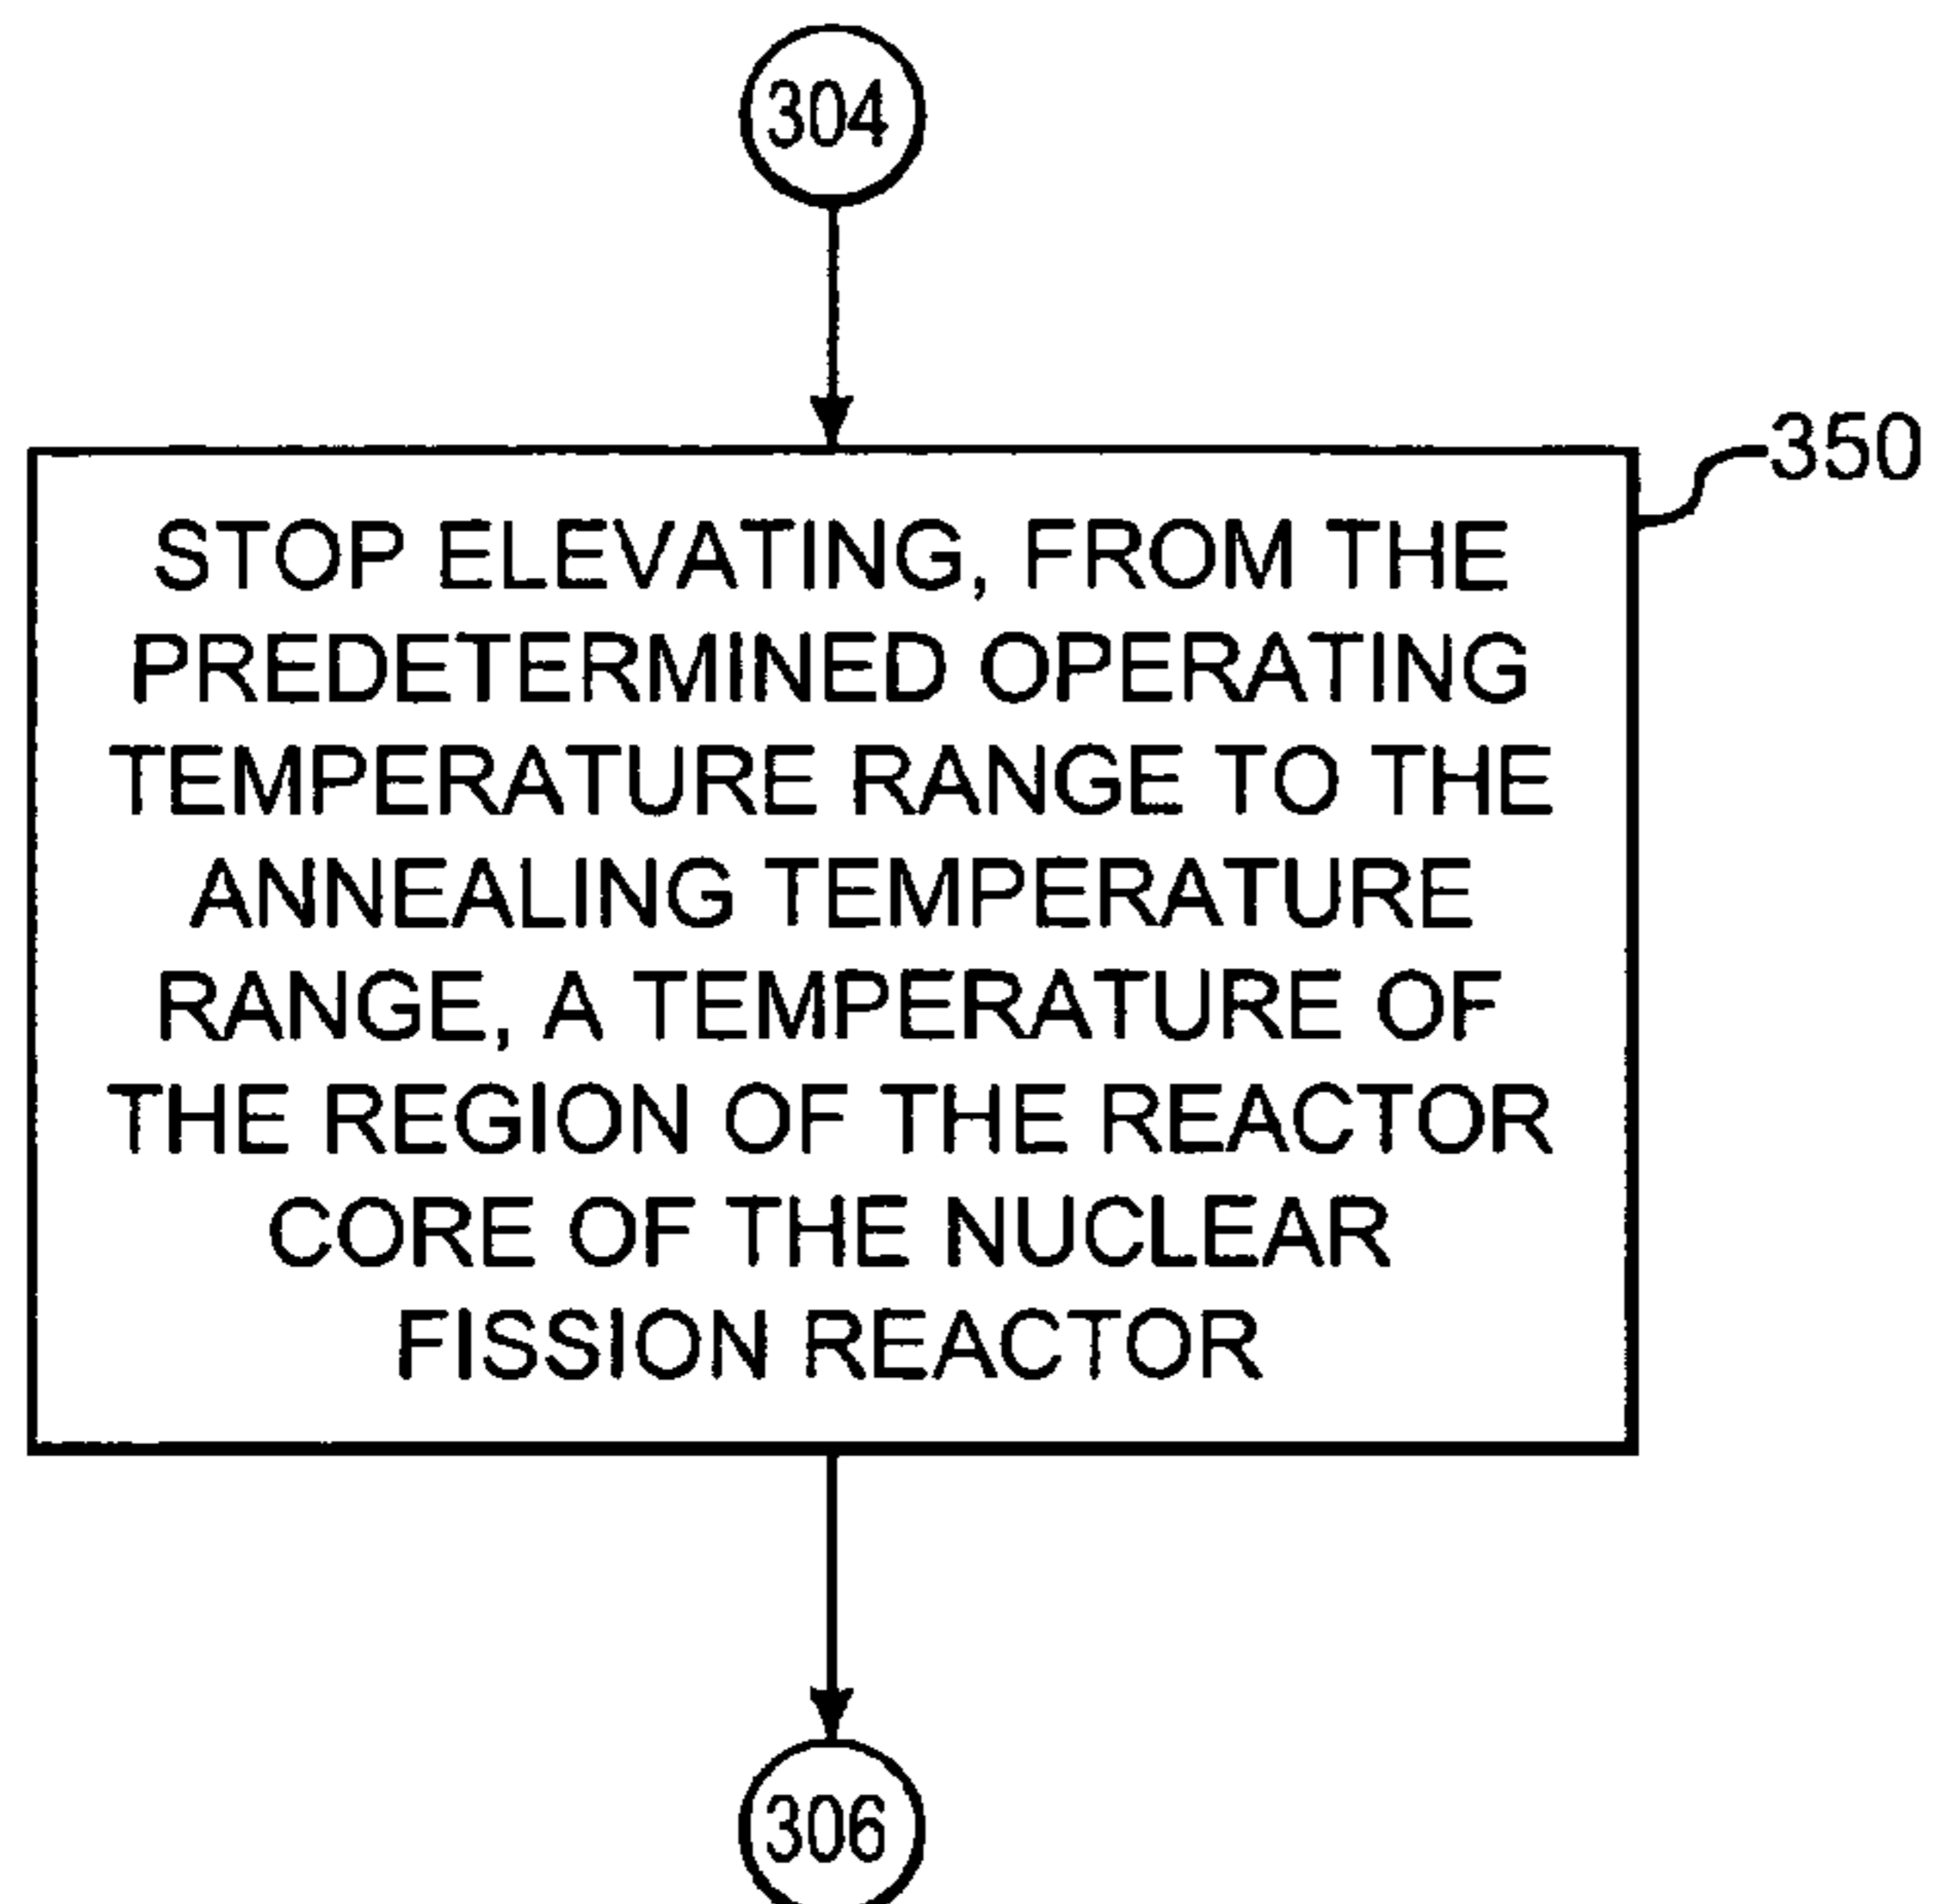 304
350
STOP ELEVATING, FROM THE
PREDETERMINED OPERATING
TEMPERATURE RANGE TO THE
ANNEALING TEMPERATURE
RANGE, A TEMPERATURE OF
THE REGION OF THE REACTOR
CORE OF THE NUCLEAR
FISSION REACTOR
306